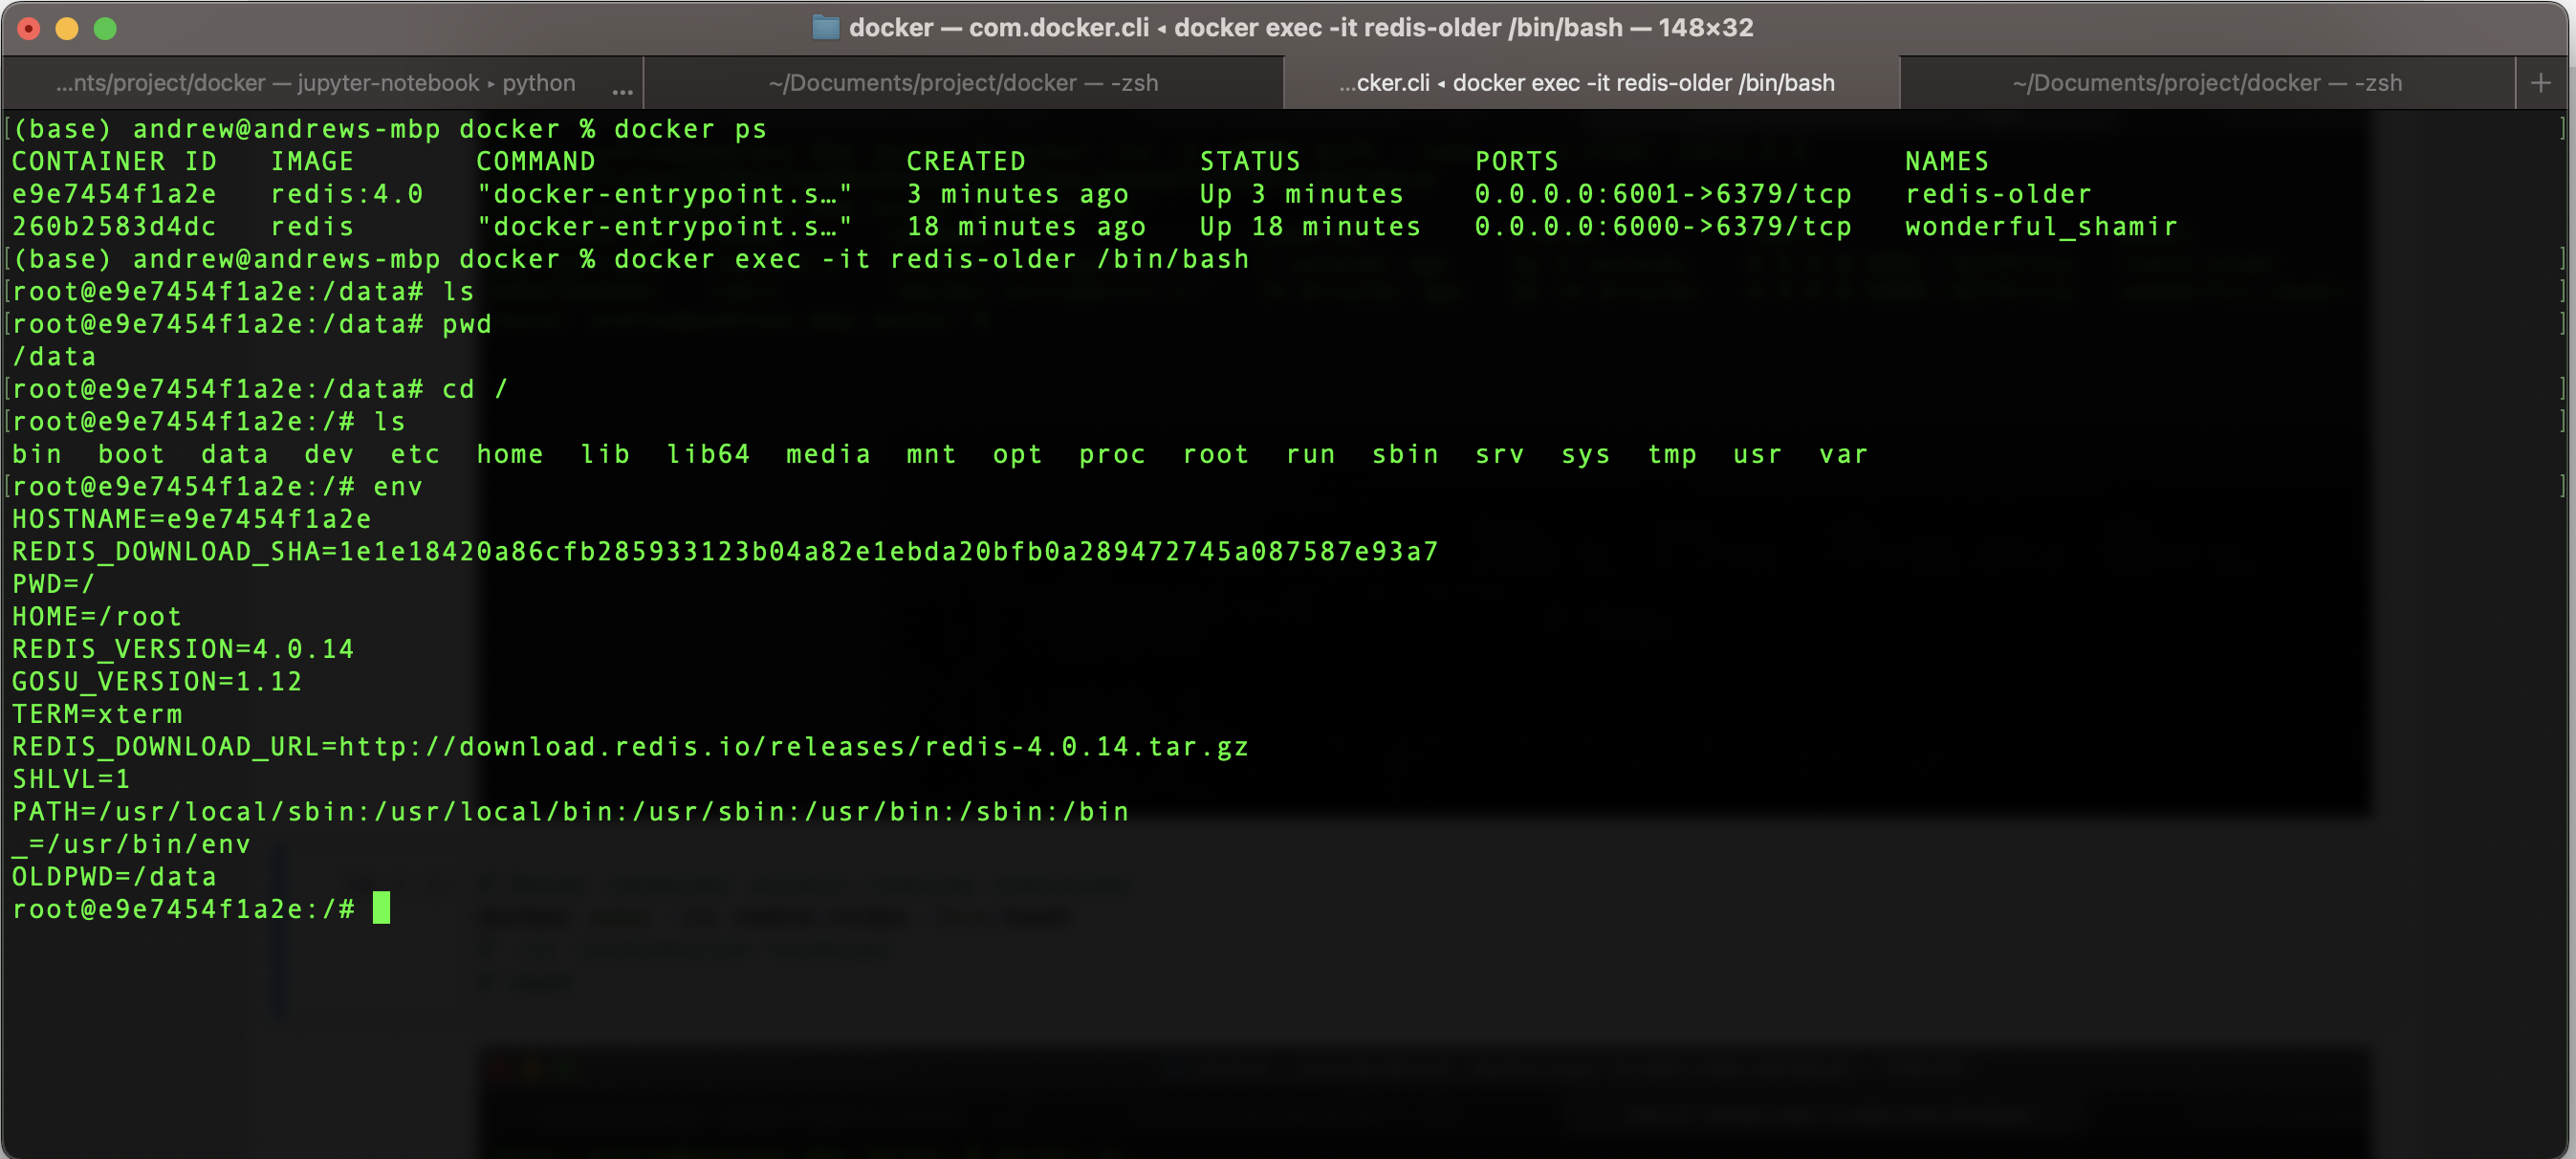 docker — com.docker.cli ◂ docker exec -it redis-older /bin/bash — 148×32
...nts/project/docker — jupyter-notebook ▸ python ... ~/Documents/project/docker — -zsh ...cker.cli ◂ docker exec -it redis-older /bin/bash ~/Documents/project/docker — -zsh +
[(base) andrew@andrews-mbp docker % docker ps ]
CONTAINER ID   IMAGE       COMMAND                  CREATED          STATUS          PORTS                    NAMES
e9e7454f1a2e   redis:4.0   "docker-entrypoint.s…"   3 minutes ago    Up 3 minutes    0.0.0.0:6001->6379/tcp   redis-older
260b2583d4dc   redis       "docker-entrypoint.s…"   18 minutes ago   Up 18 minutes   0.0.0.0:6000->6379/tcp   wonderful_shamir
[(base) andrew@andrews-mbp docker % docker exec -it redis-older /bin/bash ]
[root@e9e7454f1a2e:/data# ls ]
[root@e9e7454f1a2e:/data# pwd ]
/data
[root@e9e7454f1a2e:/data# cd / ]
[root@e9e7454f1a2e:/# ls ]
bin  boot  data  dev  etc  home  lib  lib64  media  mnt  opt  proc  root  run  sbin  srv  sys  tmp  usr  var
[root@e9e7454f1a2e:/# env ]
HOSTNAME=e9e7454f1a2e
REDIS_DOWNLOAD_SHA=1e1e18420a86cfb285933123b04a82e1ebda20bfb0a289472745a087587e93a7
PWD=/
HOME=/root
REDIS_VERSION=4.0.14
GOSU_VERSION=1.12
TERM=xterm
REDIS_DOWNLOAD_URL=http://download.redis.io/releases/redis-4.0.14.tar.gz
SHLVL=1
PATH=/usr/local/sbin:/usr/local/bin:/usr/sbin:/usr/bin:/sbin:/bin
_=/usr/bin/env
OLDPWD=/data
root@e9e7454f1a2e:/#